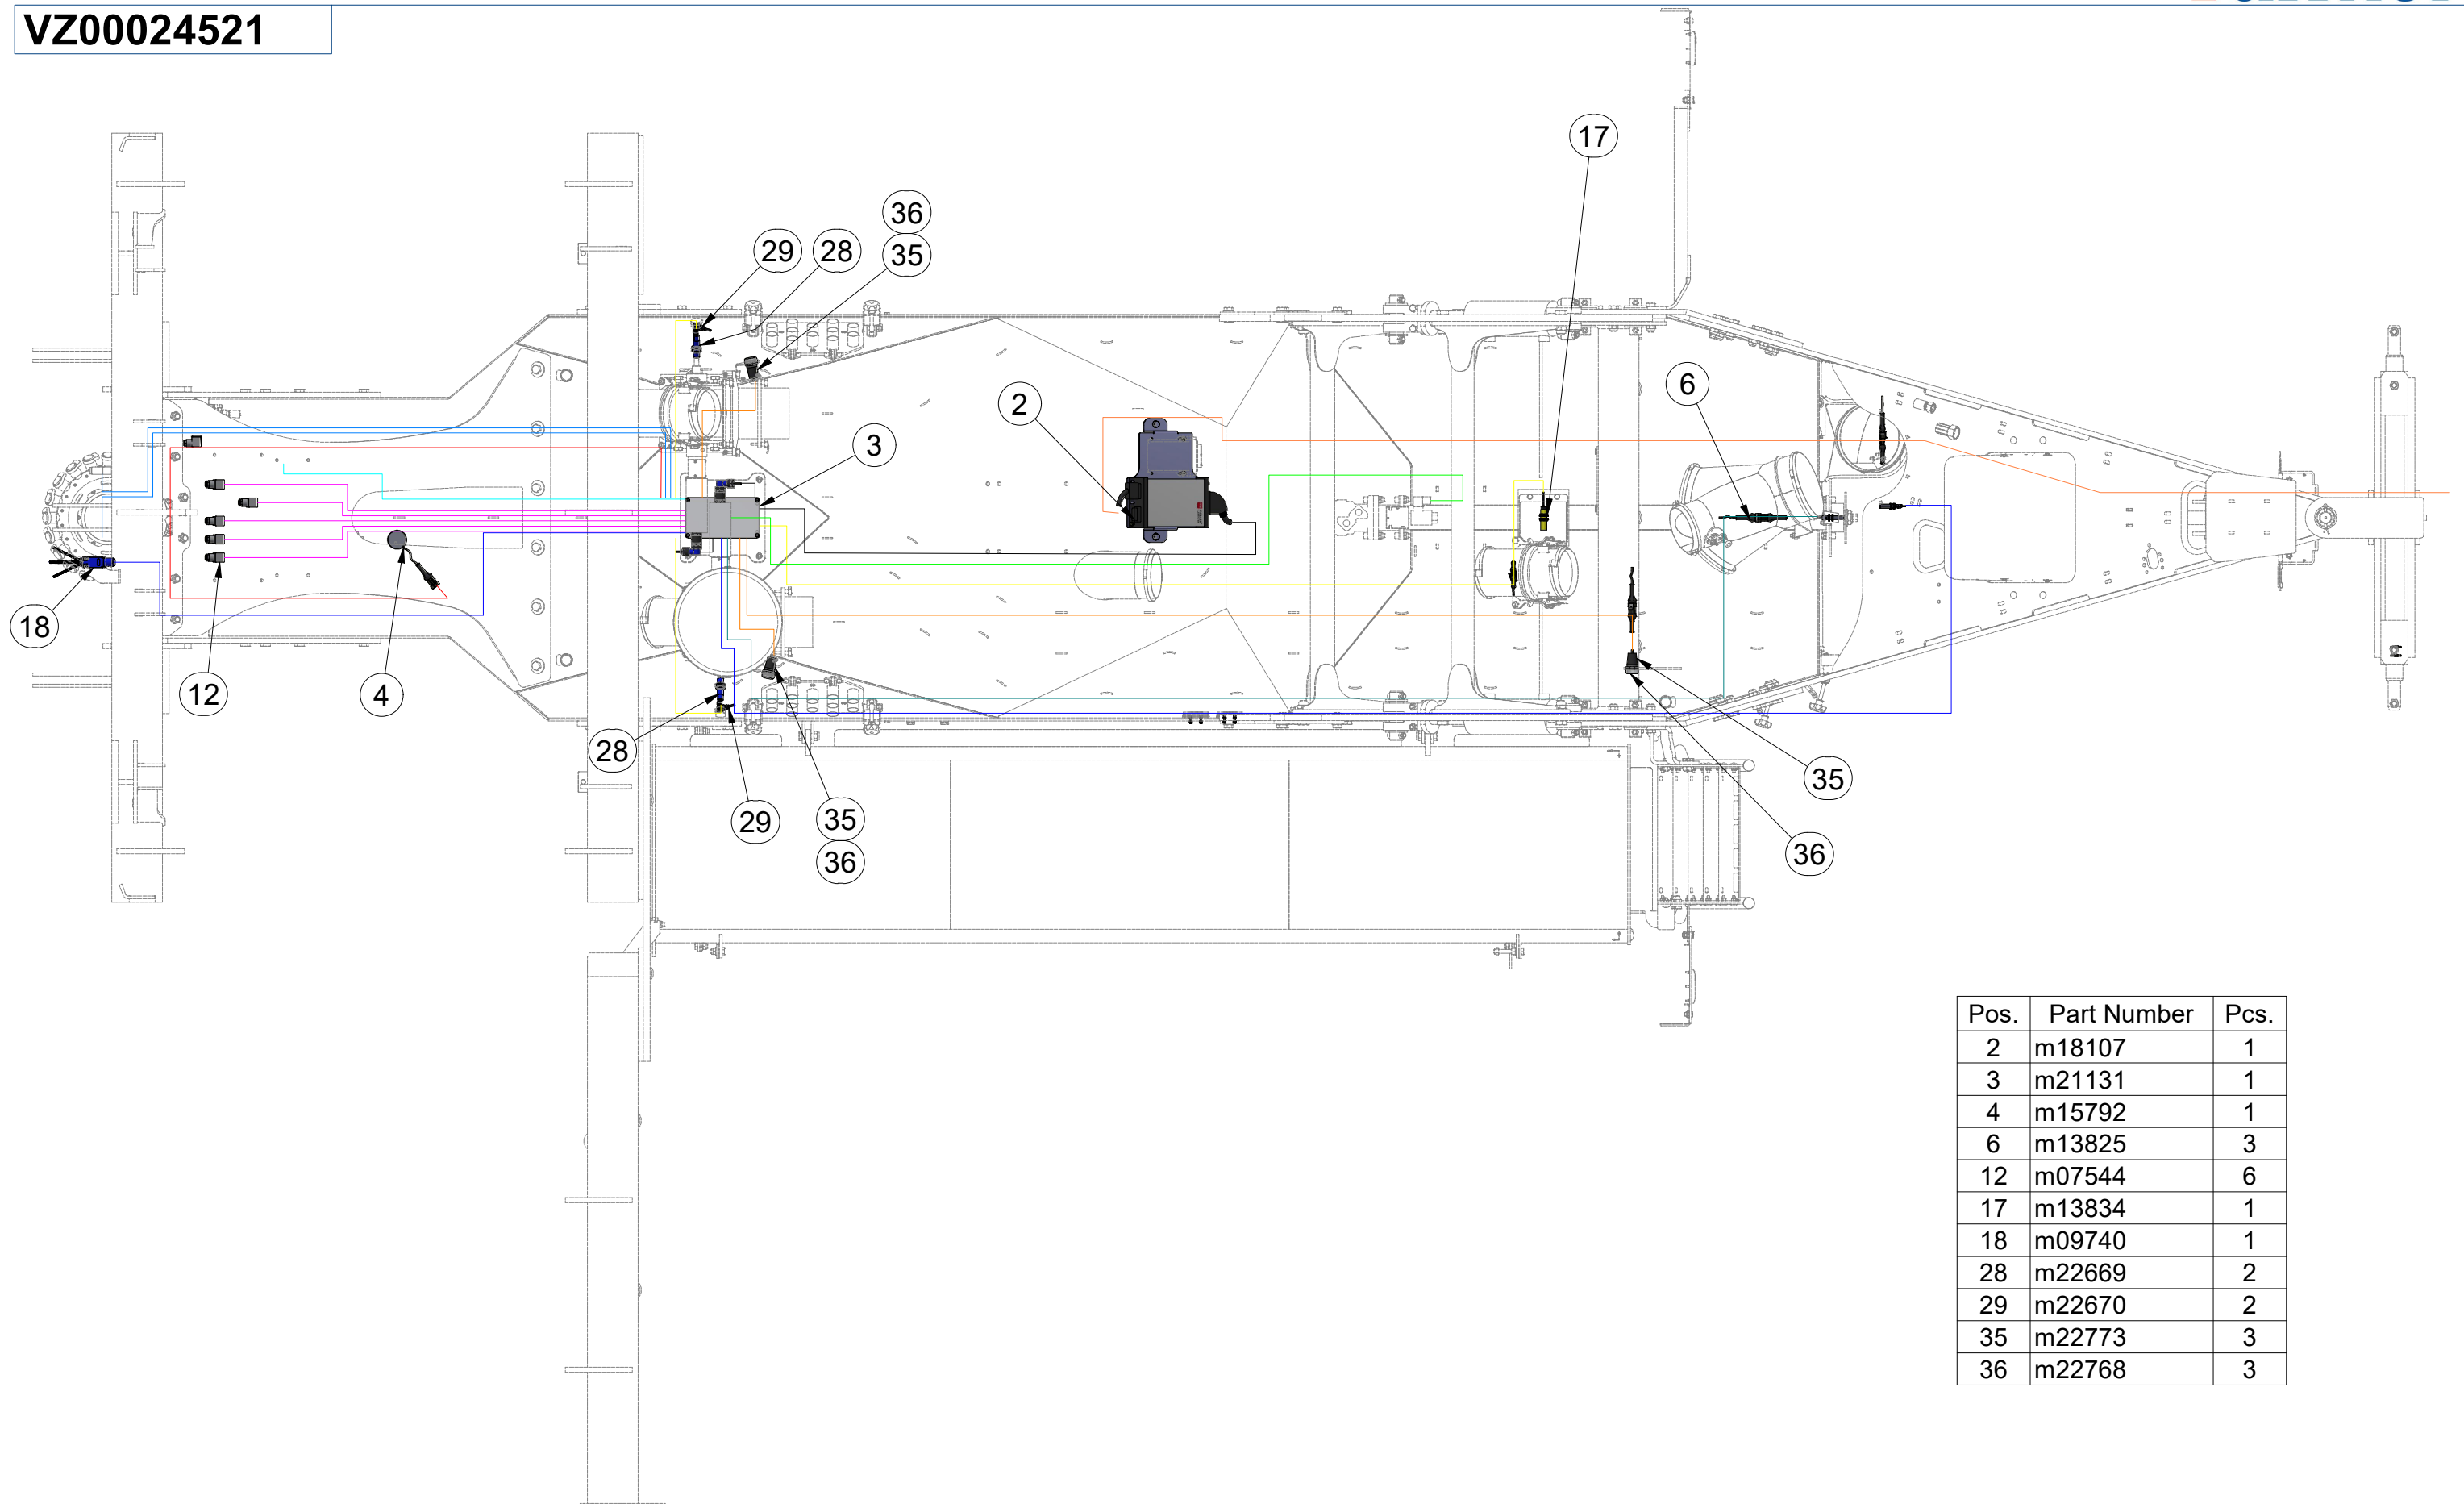 VZ00024521
17
36
29
28
35
6
2
3
18
12
4
28
35
29
35
36
36
Pos. Part Number Pcs.
2 m18107 1
3 m21131 1
4 m15792 1
6 m13825 3
12 m07544 6
17 m13834 1
18 m09740 1
28 m22669 2
29 m22670 2
35 m22773 3
36 m22768 3